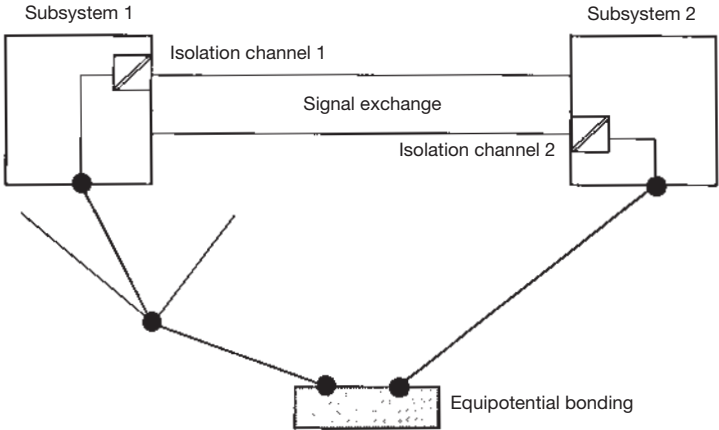 Subsystem 1
Subsystem 2
Isolation channel 1
Signal exchange
Isolation channel 2
Equipotential bonding